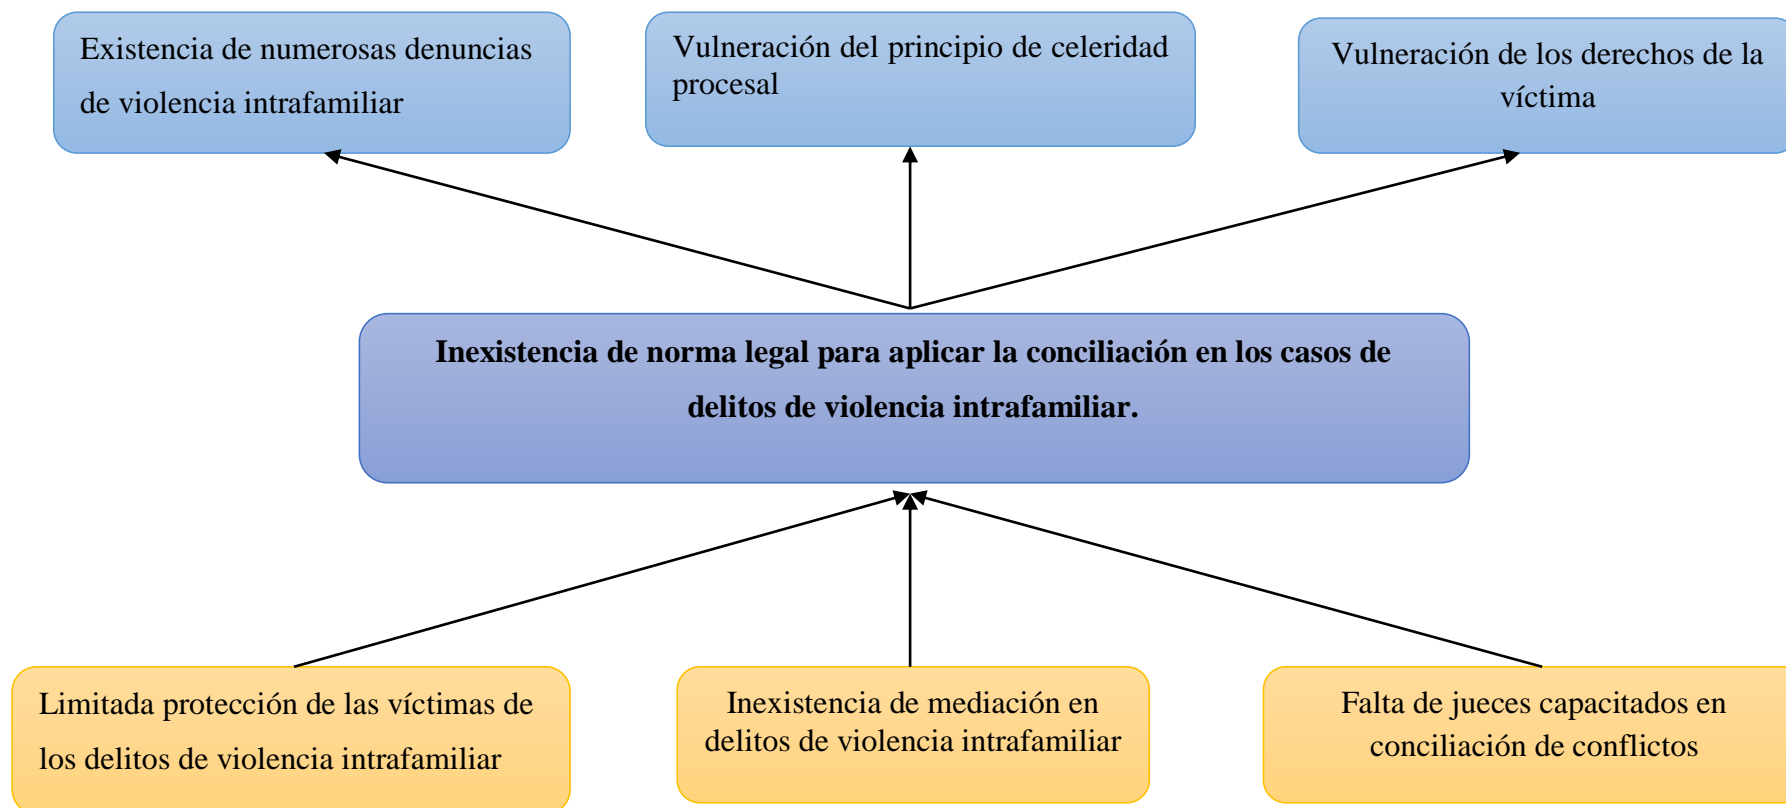 Existencia de numerosas denuncias
de violencia intrafamiliar
Vulneración del principio de celeridad
procesal
Vulneración de los derechos de la
víctima
Inexistencia de norma legal para aplicar la conciliación en los casos de
delitos de violencia intrafamiliar.
Limitada protección de las víctimas de
los delitos de violencia intrafamiliar
Inexistencia de mediación en
delitos de violencia intrafamiliar
Falta de jueces capacitados en
conciliación de conflictos